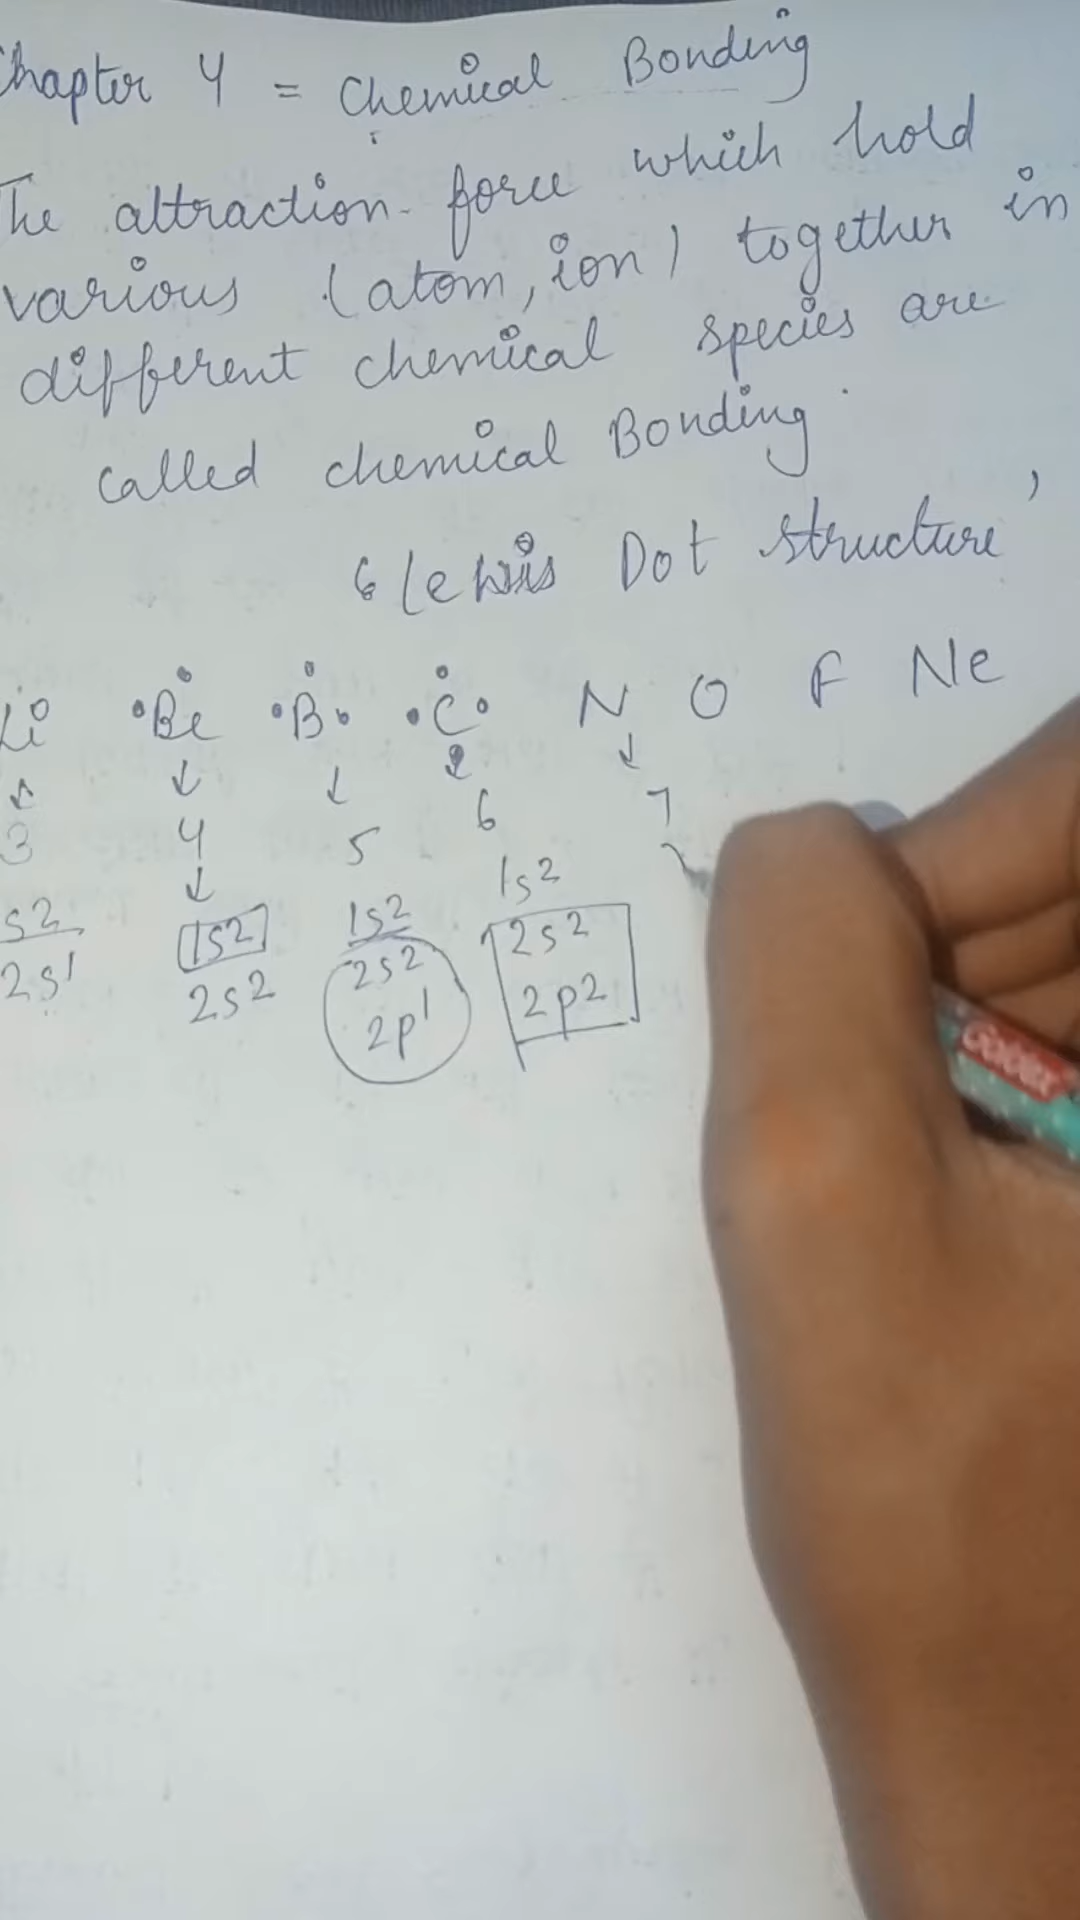 Chapter 4 = Chemical Bonding
The attraction force which hold
various (atom, ion) together in
different chemical species are
called chemical Bonding.
‘Lewis Dot structure’
Li Be B C N O F Ne
3 4 5 6 7
s2 1s2 1s2 1s2
2s1 2s2 2s2 2s2
2p1 2p2
Goldex